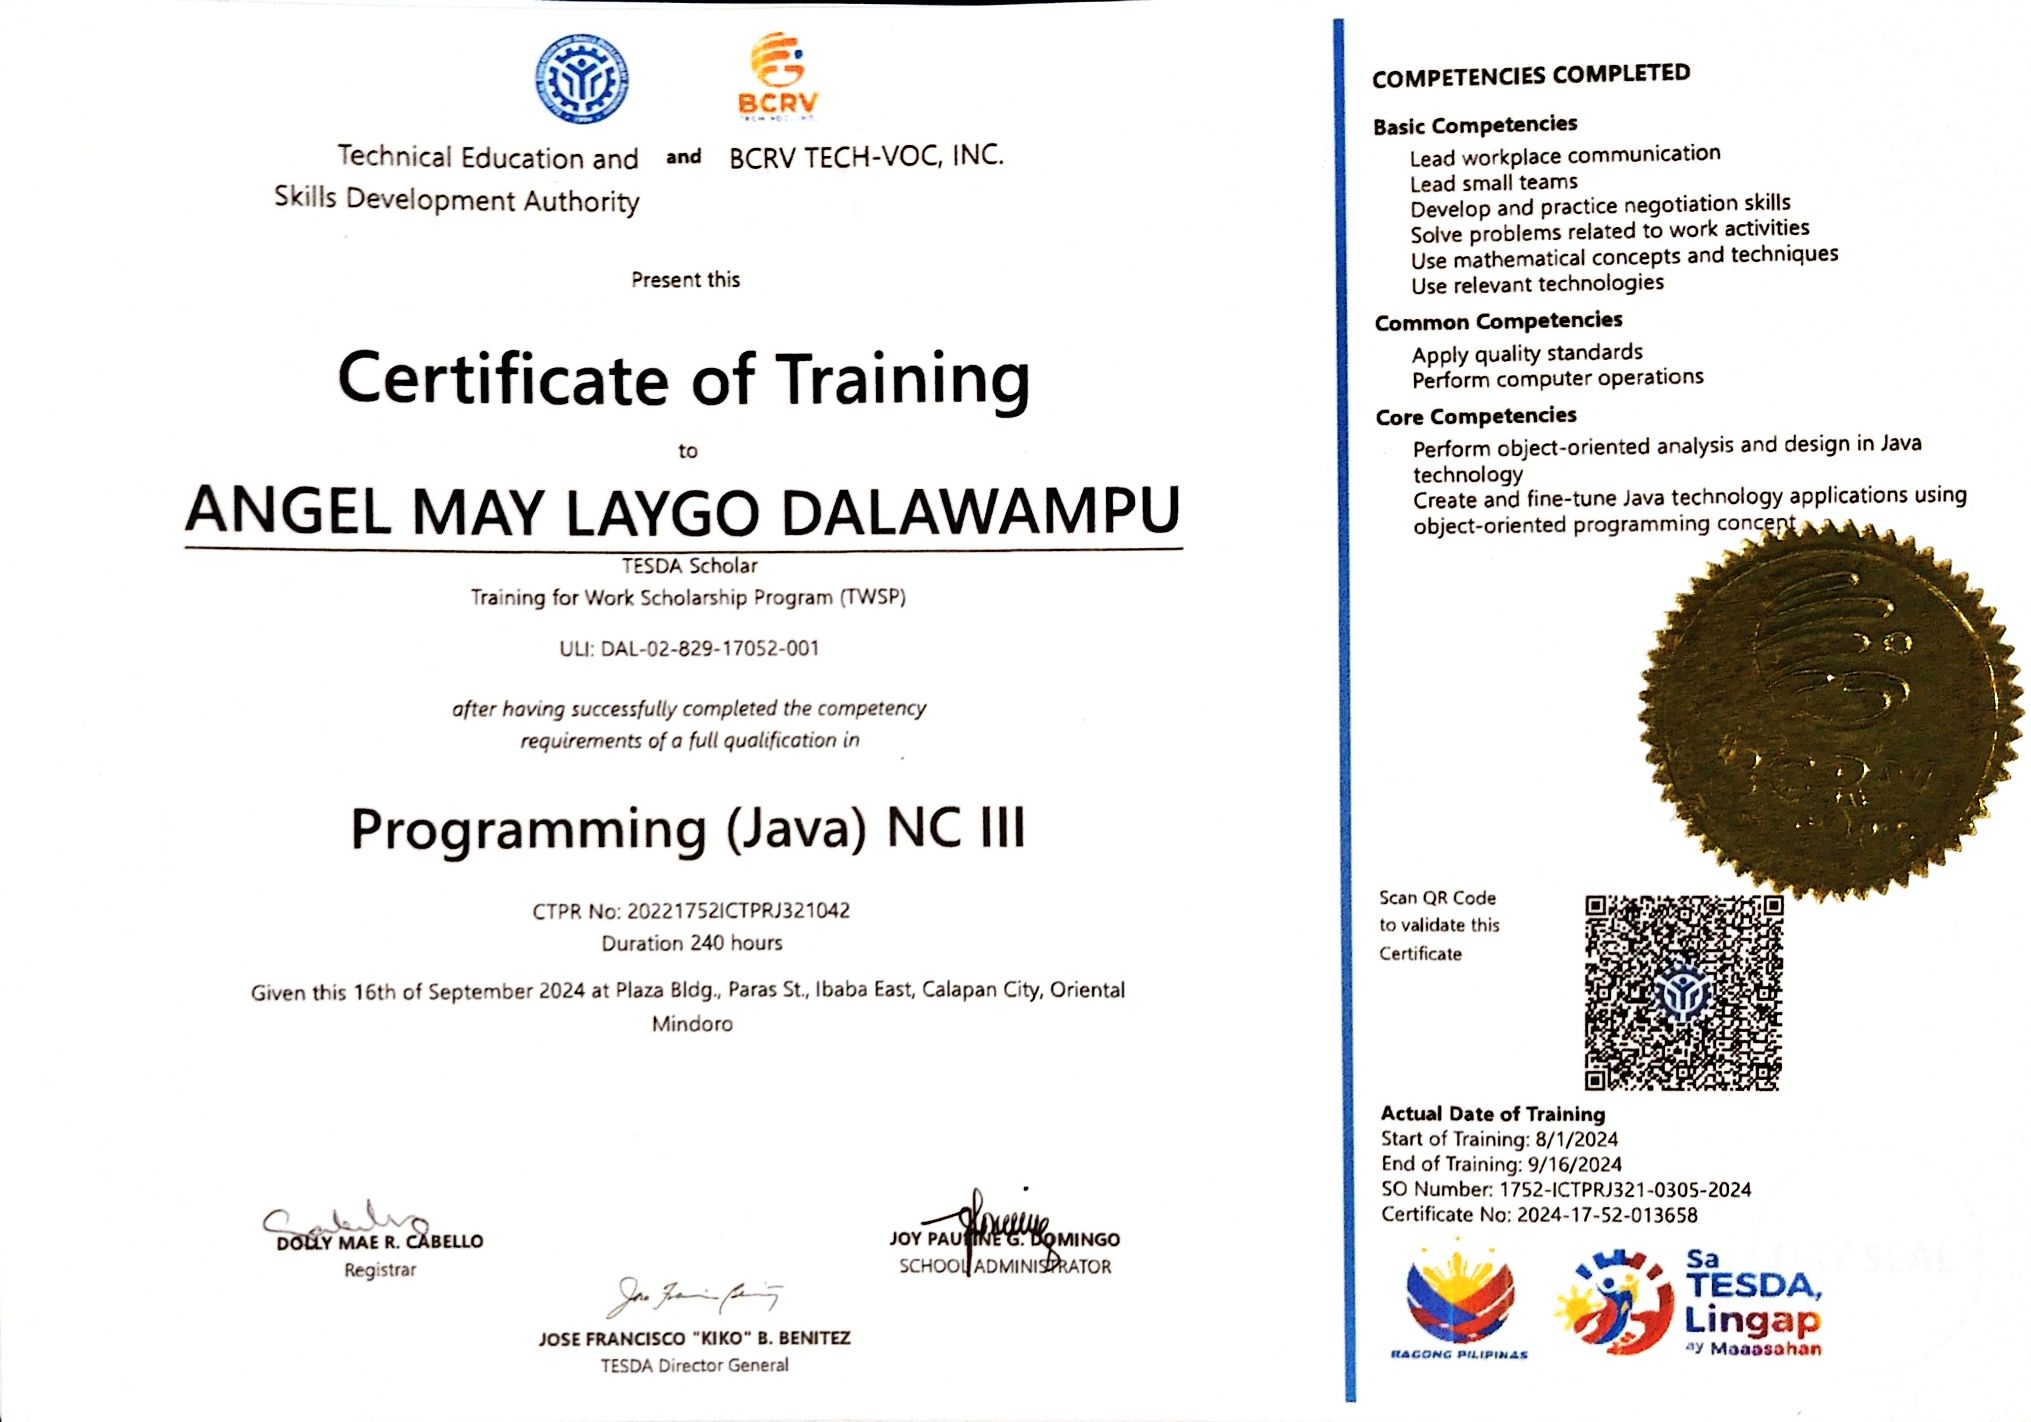 BCRV
Technical Education and
Skills Development Authority
and
BCRV TECH-VOC, INC.
Present this
Certificate of Training
to
ANGEL MAY LAYGO DALAWAMPU
TESDA Scholar
Training for Work Scholarship Program (TWSP)
ULI: DAL-02-829-17052-001
after having successfully completed the competency
requirements of a full qualification in
Programming (Java) NC III
CTPR No: 20221752ICTPRJ321042
Duration 240 hours
Given this 16th of September 2024 at Plaza Bldg., Paras St., Ibaba East, Calapan City, Oriental
Mindoro
DOLLY MAE R. CABELLO
Registrar
JOY PAULINE G. DOMINGO
SCHOOL ADMINISTRATOR
JOSE FRANCISCO "KIKO" B. BENITEZ
TESDA Director General
COMPETENCIES COMPLETED
Basic Competencies
Lead workplace communication
Lead small teams
Develop and practice negotiation skills
Solve problems related to work activities
Use mathematical concepts and techniques
Use relevant technologies
Common Competencies
Apply quality standards
Perform computer operations
Core Competencies
Perform object-oriented analysis and design in Java
technology
Create and fine-tune Java technology applications using
object-oriented programming concept
Scan QR Code
to validate this
Certificate
Actual Date of Training
Start of Training: 8/1/2024
End of Training: 9/16/2024
SO Number: 1752-ICTPRJ321-0305-2024
Certificate No: 2024-17-52-013658
BAGONG PILIPINAS
Sa
TESDA,
Lingap
ay Maaasahan
DRY SEAL